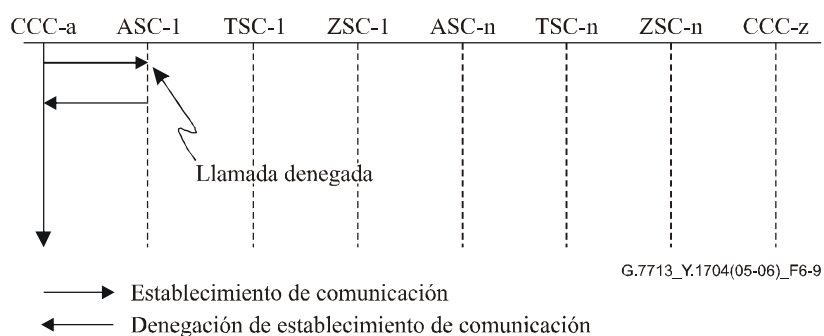 CCC-a ASC-1 TSC-1 ZSC-1 ASC-n TSC-n ZSC-n CCC-z
Llamada denegada
G.7713_Y.1704(05-06)_F6-9
Establecimiento de comunicación
Denegación de establecimiento de comunicación